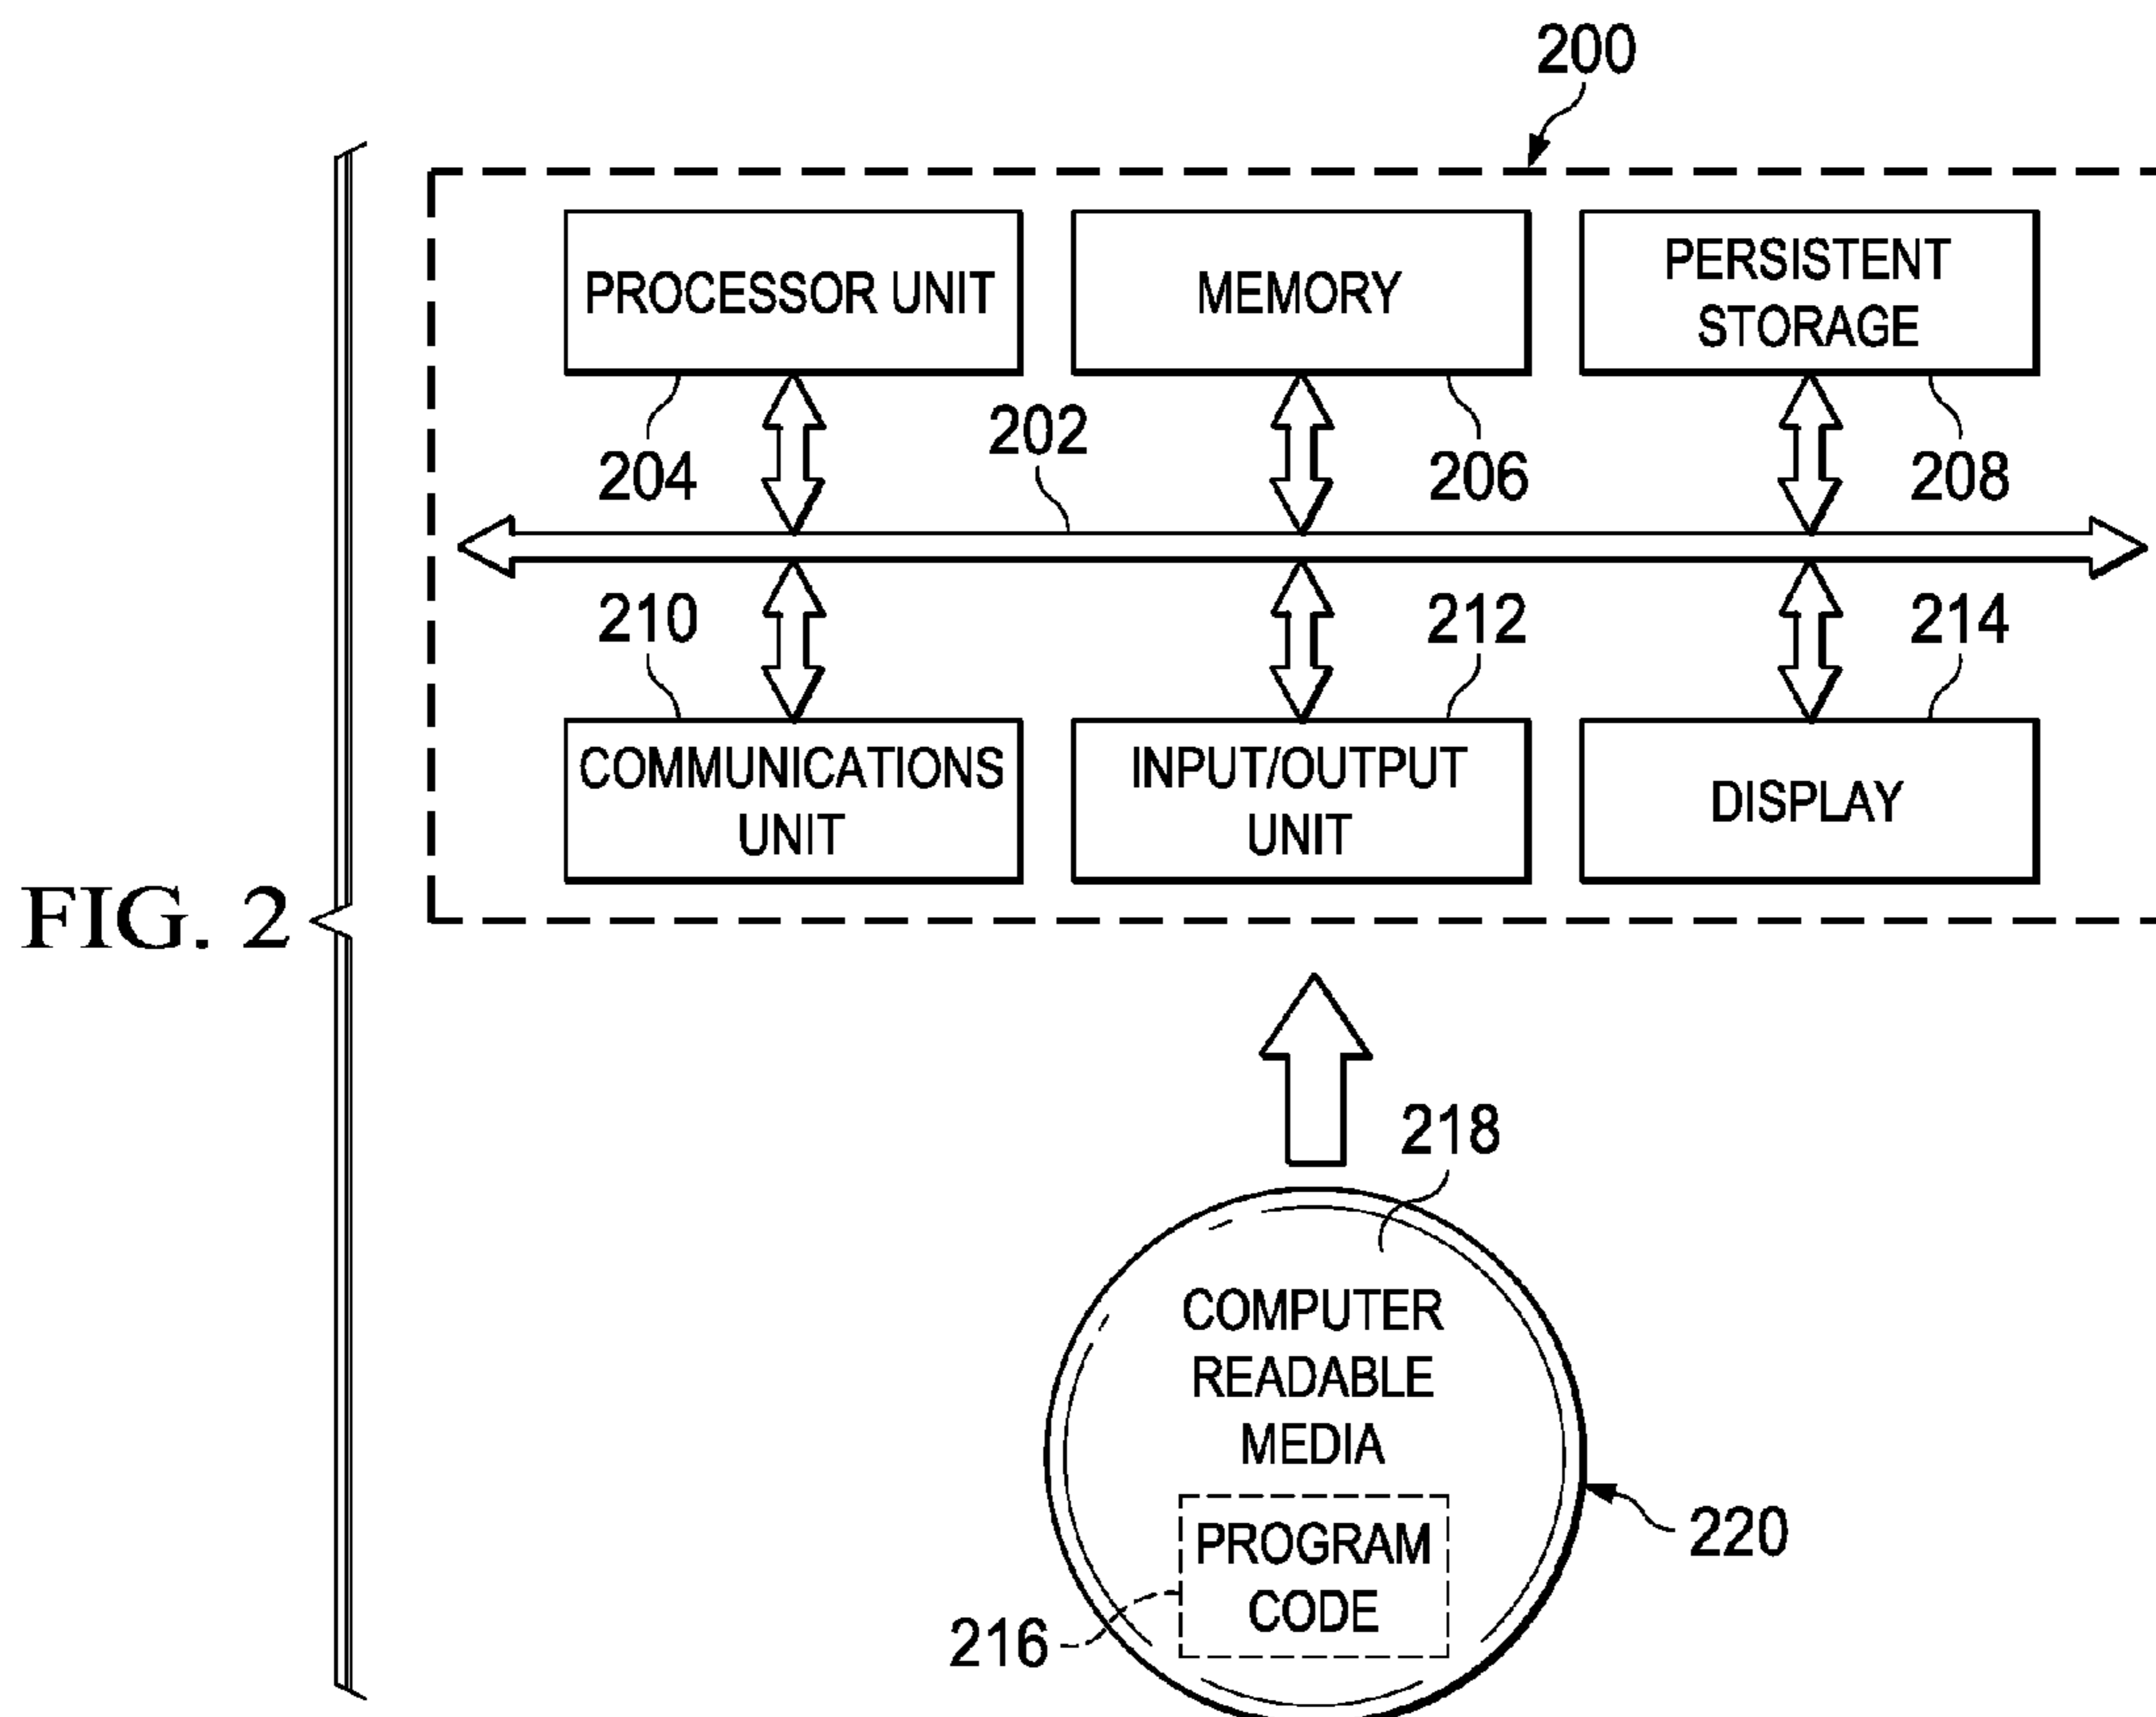 200
PROCESSOR UNIT
MEMORY
PERSISTENT
STORAGE
204
202
206
208
210
212
214
COMMUNICATIONS
UNIT
INPUT/OUTPUT
UNIT
DISPLAY
FIG. 2
218
COMPUTER
READABLE
MEDIA
PROGRAM
CODE
220
216